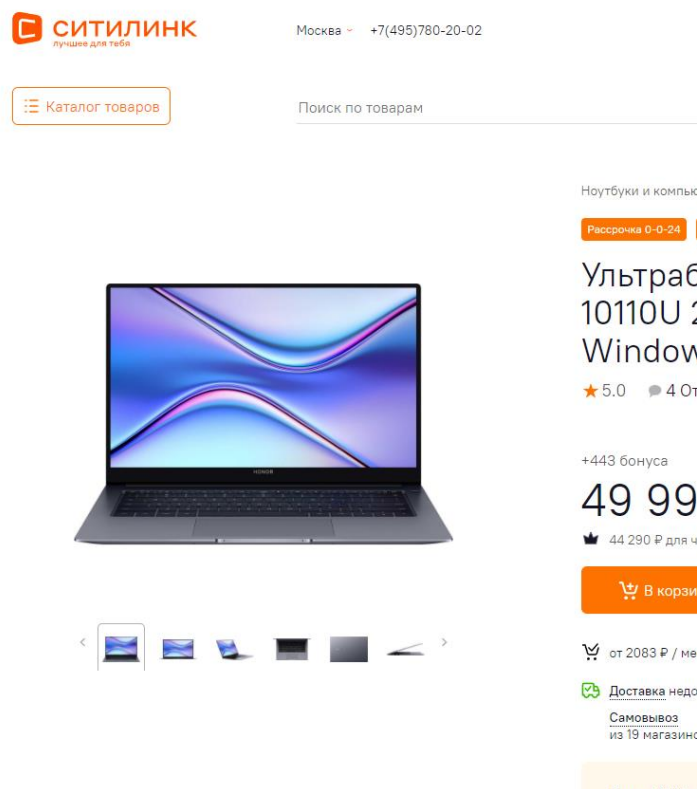 СИТИЛИНК
лучшее для тебя
Москва +7(495)780-20-02
Каталог товаров
Поиск по товарам
Ноутбуки и компью
Рассрочка 0-0-24
Ультраб
10110U 2
Window
5.0 4 От
HONOR
+443 бонуса
49 99
44 290 ₽ для ч
В корзи
от 2083 ₽ / ме
Доставка недо
Самовывоз
из 19 магазино